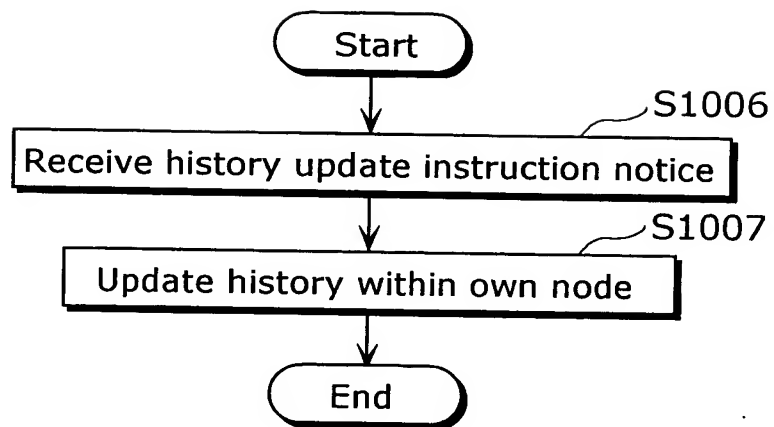 Start
S1006
Receive history update instruction notice
S1007
Update history within own node
End